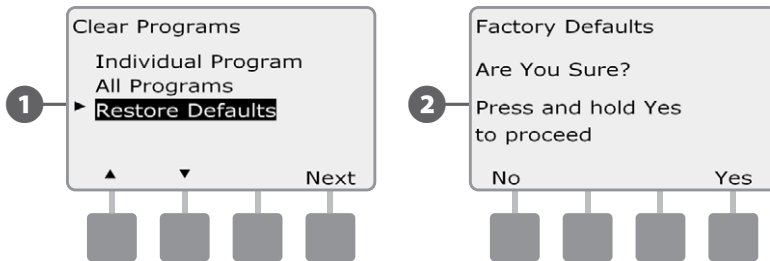 Clear Programs
Individual Program
All Programs
► Restore Defaults
▲ ▼ Next
1
Factory Defaults
Are You Sure?
Press and hold Yes
to proceed
No Yes
2